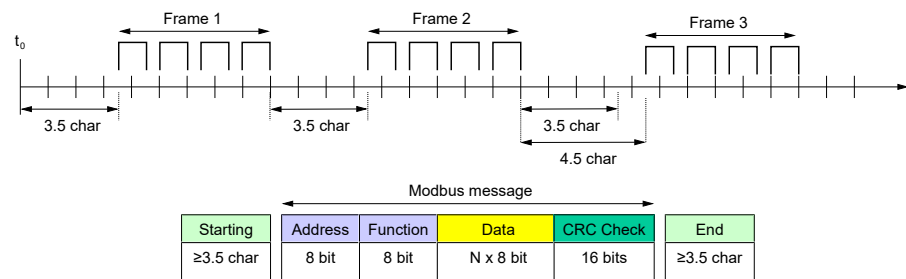 Frame 1
Frame 2
Frame 3
t0
3.5 char
3.5 char
3.5 char
4.5 char
Modbus message
Starting Address Function Data CRC Check End
≥3.5 char 8 bit 8 bit N x 8 bit 16 bits ≥3.5 char